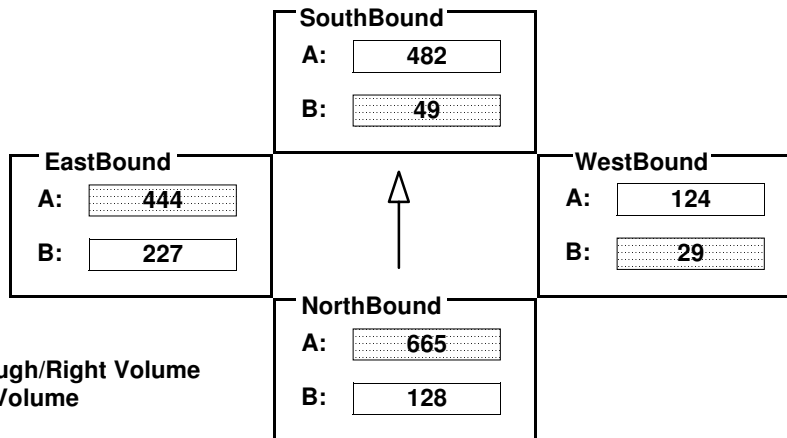 SouthBound
A: 482
B: 49
EastBound
A: 444
B: 227
WestBound
A: 124
B: 29
NorthBound
A: 665
B: 128
ugh/Right Volume
Volume